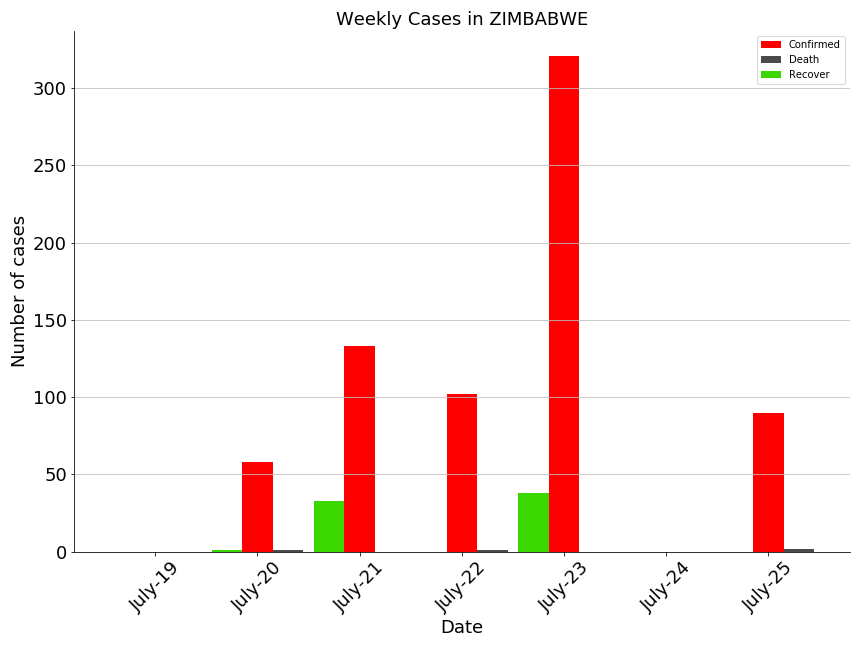 Weekly Cases in ZIMBABWE
Confirmed
Death
Recover
Number of cases
300
250
200
150
100
50
0
July-19
July-20
July-21
July-22
July-23
July-24
July-25
Date